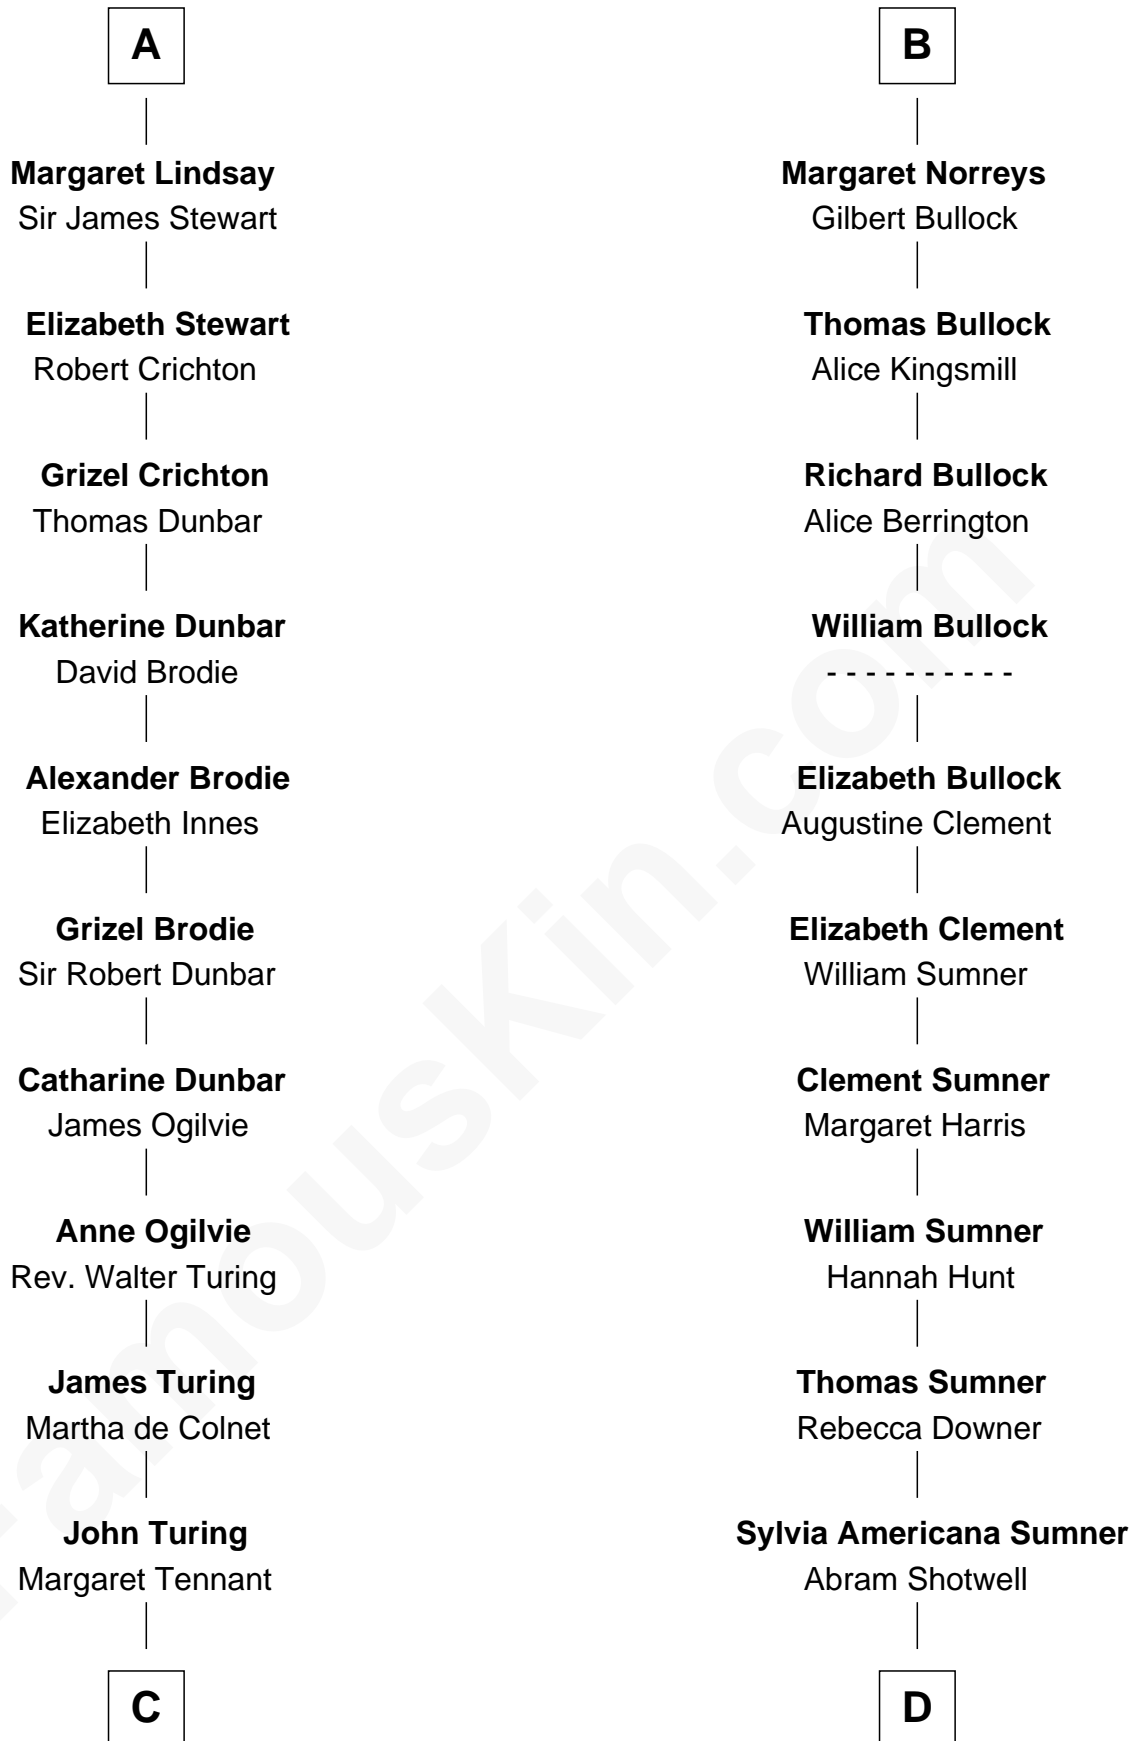 A
Margaret Lindsay
Sir James Stewart
Elizabeth Stewart
Robert Crichton
Grizel Crichton
Thomas Dunbar
Katherine Dunbar
David Brodie
Alexander Brodie
Elizabeth Innes
Grizel Brodie
Sir Robert Dunbar
Catharine Dunbar
James Ogilvie
Anne Ogilvie
Rev. Walter Turing
James Turing
Martha de Colnet
John Turing
Margaret Tennant
C
B
Margaret Norreys
Gilbert Bullock
Thomas Bullock
Alice Kingsmill
Richard Bullock
Alice Berrington
William Bullock
- - - - - - - - - -
Elizabeth Bullock
Augustine Clement
Elizabeth Clement
William Sumner
Clement Sumner
Margaret Harris
William Sumner
Hannah Hunt
Thomas Sumner
Rebecca Downer
Sylvia Americana Sumner
Abram Shotwell
D
FamousKin.com